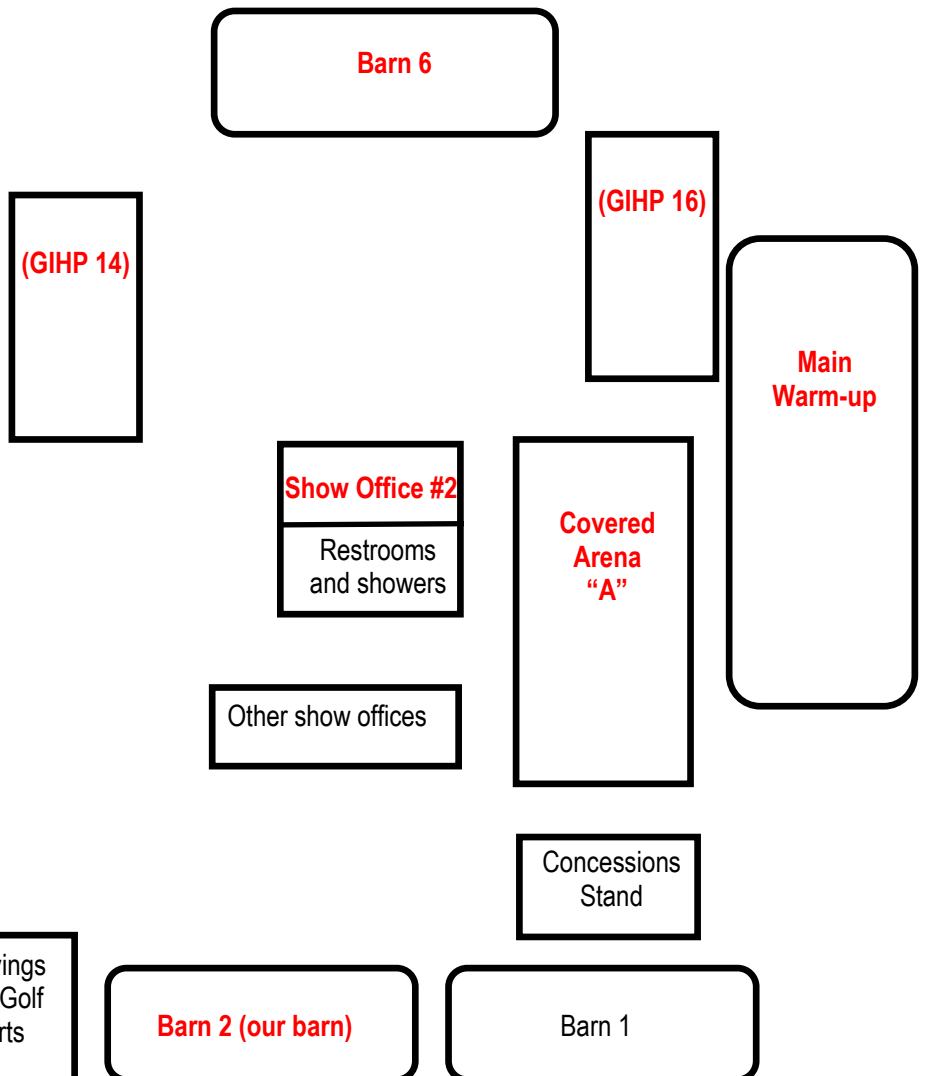 Barn 6
(GIHP 16)
(GIHP 14)
Main
Warm-up
Show Office #2
Restrooms
and showers
Covered
Arena
“A”
Other show offices
Concessions
Stand
Golf
Barn 2 (our barn)
Barn 1